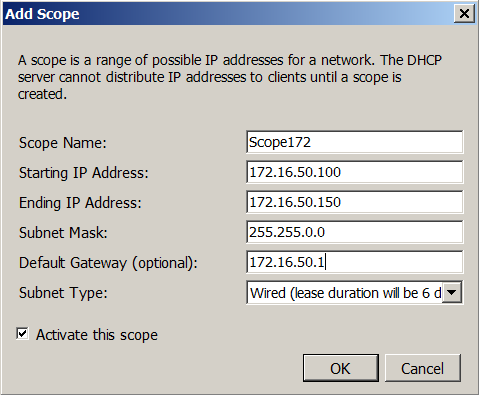 Add Scope
A scope is a range of possible IP addresses for a network. The DHCP
server cannot distribute IP addresses to clients until a scope is
created.
Scope Name: Scope172
Starting IP Address: 172.16.50.100
Ending IP Address: 172.16.50.150
Subnet Mask: 255.255.0.0
Default Gateway (optional): 172.16.50.1
Subnet Type: Wired (lease duration will be 6 d
Activate this scope
OK Cancel